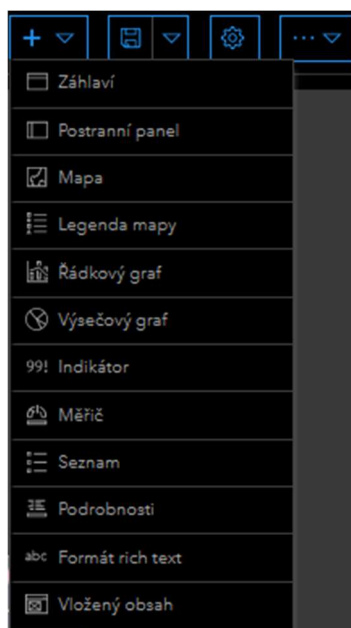 Záhlaví
Postranní panel
Mapa
Legenda mapy
Řádkový graf
Výsečový graf
99! Indikátor
Měřič
Seznam
Podrobnosti
abc Formát rich text
Vložený obsah